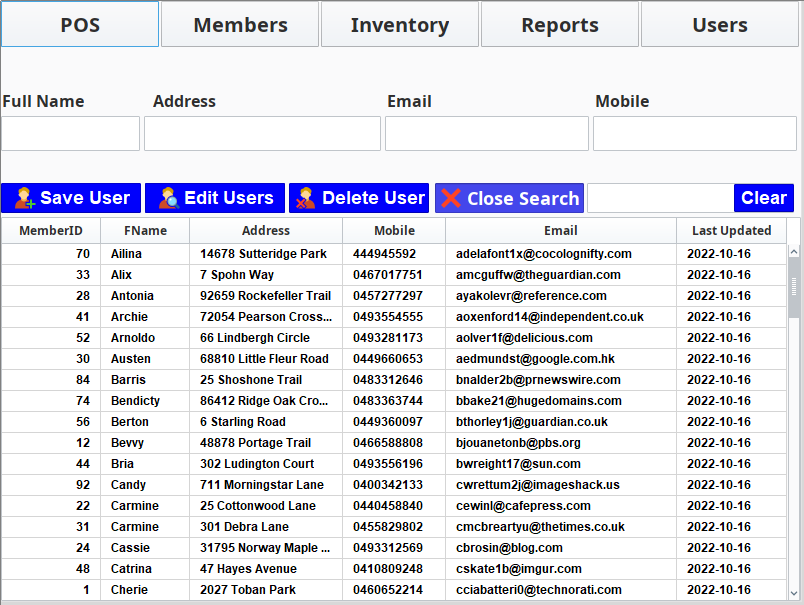 POS Members Inventory Reports Users
Full Name Address Email Mobile
Save User Edit Users Delete User Close Search Clear
MemberID FName Address Mobile Email Last Updated
70 Ailina 14678 Sutteridge Park 444945592 adelafont1x@cocolognifty.com 2022-10-16
33 Alix 7 Spohn Way 0467017751 amcguffw@theguardian.com 2022-10-16
28 Antonia 92659 Rockefeller Trail 0457277297 ayakolevr@reference.com 2022-10-16
41 Archie 72054 Pearson Cross... 0493554555 aoxenford14@independent.co.uk 2022-10-16
52 Arnoldo 66 Lindbergh Circle 0493281173 aolver1f@delicious.com 2022-10-16
30 Austen 68810 Little Fleur Road 0449660653 aedmundst@google.com.hk 2022-10-16
84 Barris 25 Shoshone Trail 0483312646 bnalder2b@prnewswire.com 2022-10-16
74 Bendicty 86412 Ridge Oak Cro... 0483363744 bbake21@hugedomains.com 2022-10-16
56 Berton 6 Starling Road 0449360097 bthorley1j@guardian.co.uk 2022-10-16
12 Bevvy 48878 Portage Trail 0466588808 bjouanetonb@pbs.org 2022-10-16
44 Bria 302 Ludington Court 0493556196 bwreight17@sun.com 2022-10-16
92 Candy 711 Morningstar Lane 0400342133 cwrettum2j@imageshack.us 2022-10-16
22 Carmine 25 Cottonwood Lane 0440458840 cewinl@cafepress.com 2022-10-16
31 Carmine 301 Debra Lane 0455829802 cmcbreartyu@thetimes.co.uk 2022-10-16
24 Cassie 31795 Norway Maple ... 0493312569 cbrosin@blog.com 2022-10-16
48 Catrina 47 Hayes Avenue 0410809248 cskate1b@imgur.com 2022-10-16
1 Cherie 2027 Toban Park 0460652214 cciabatteri0@technorati.com 2022-10-16